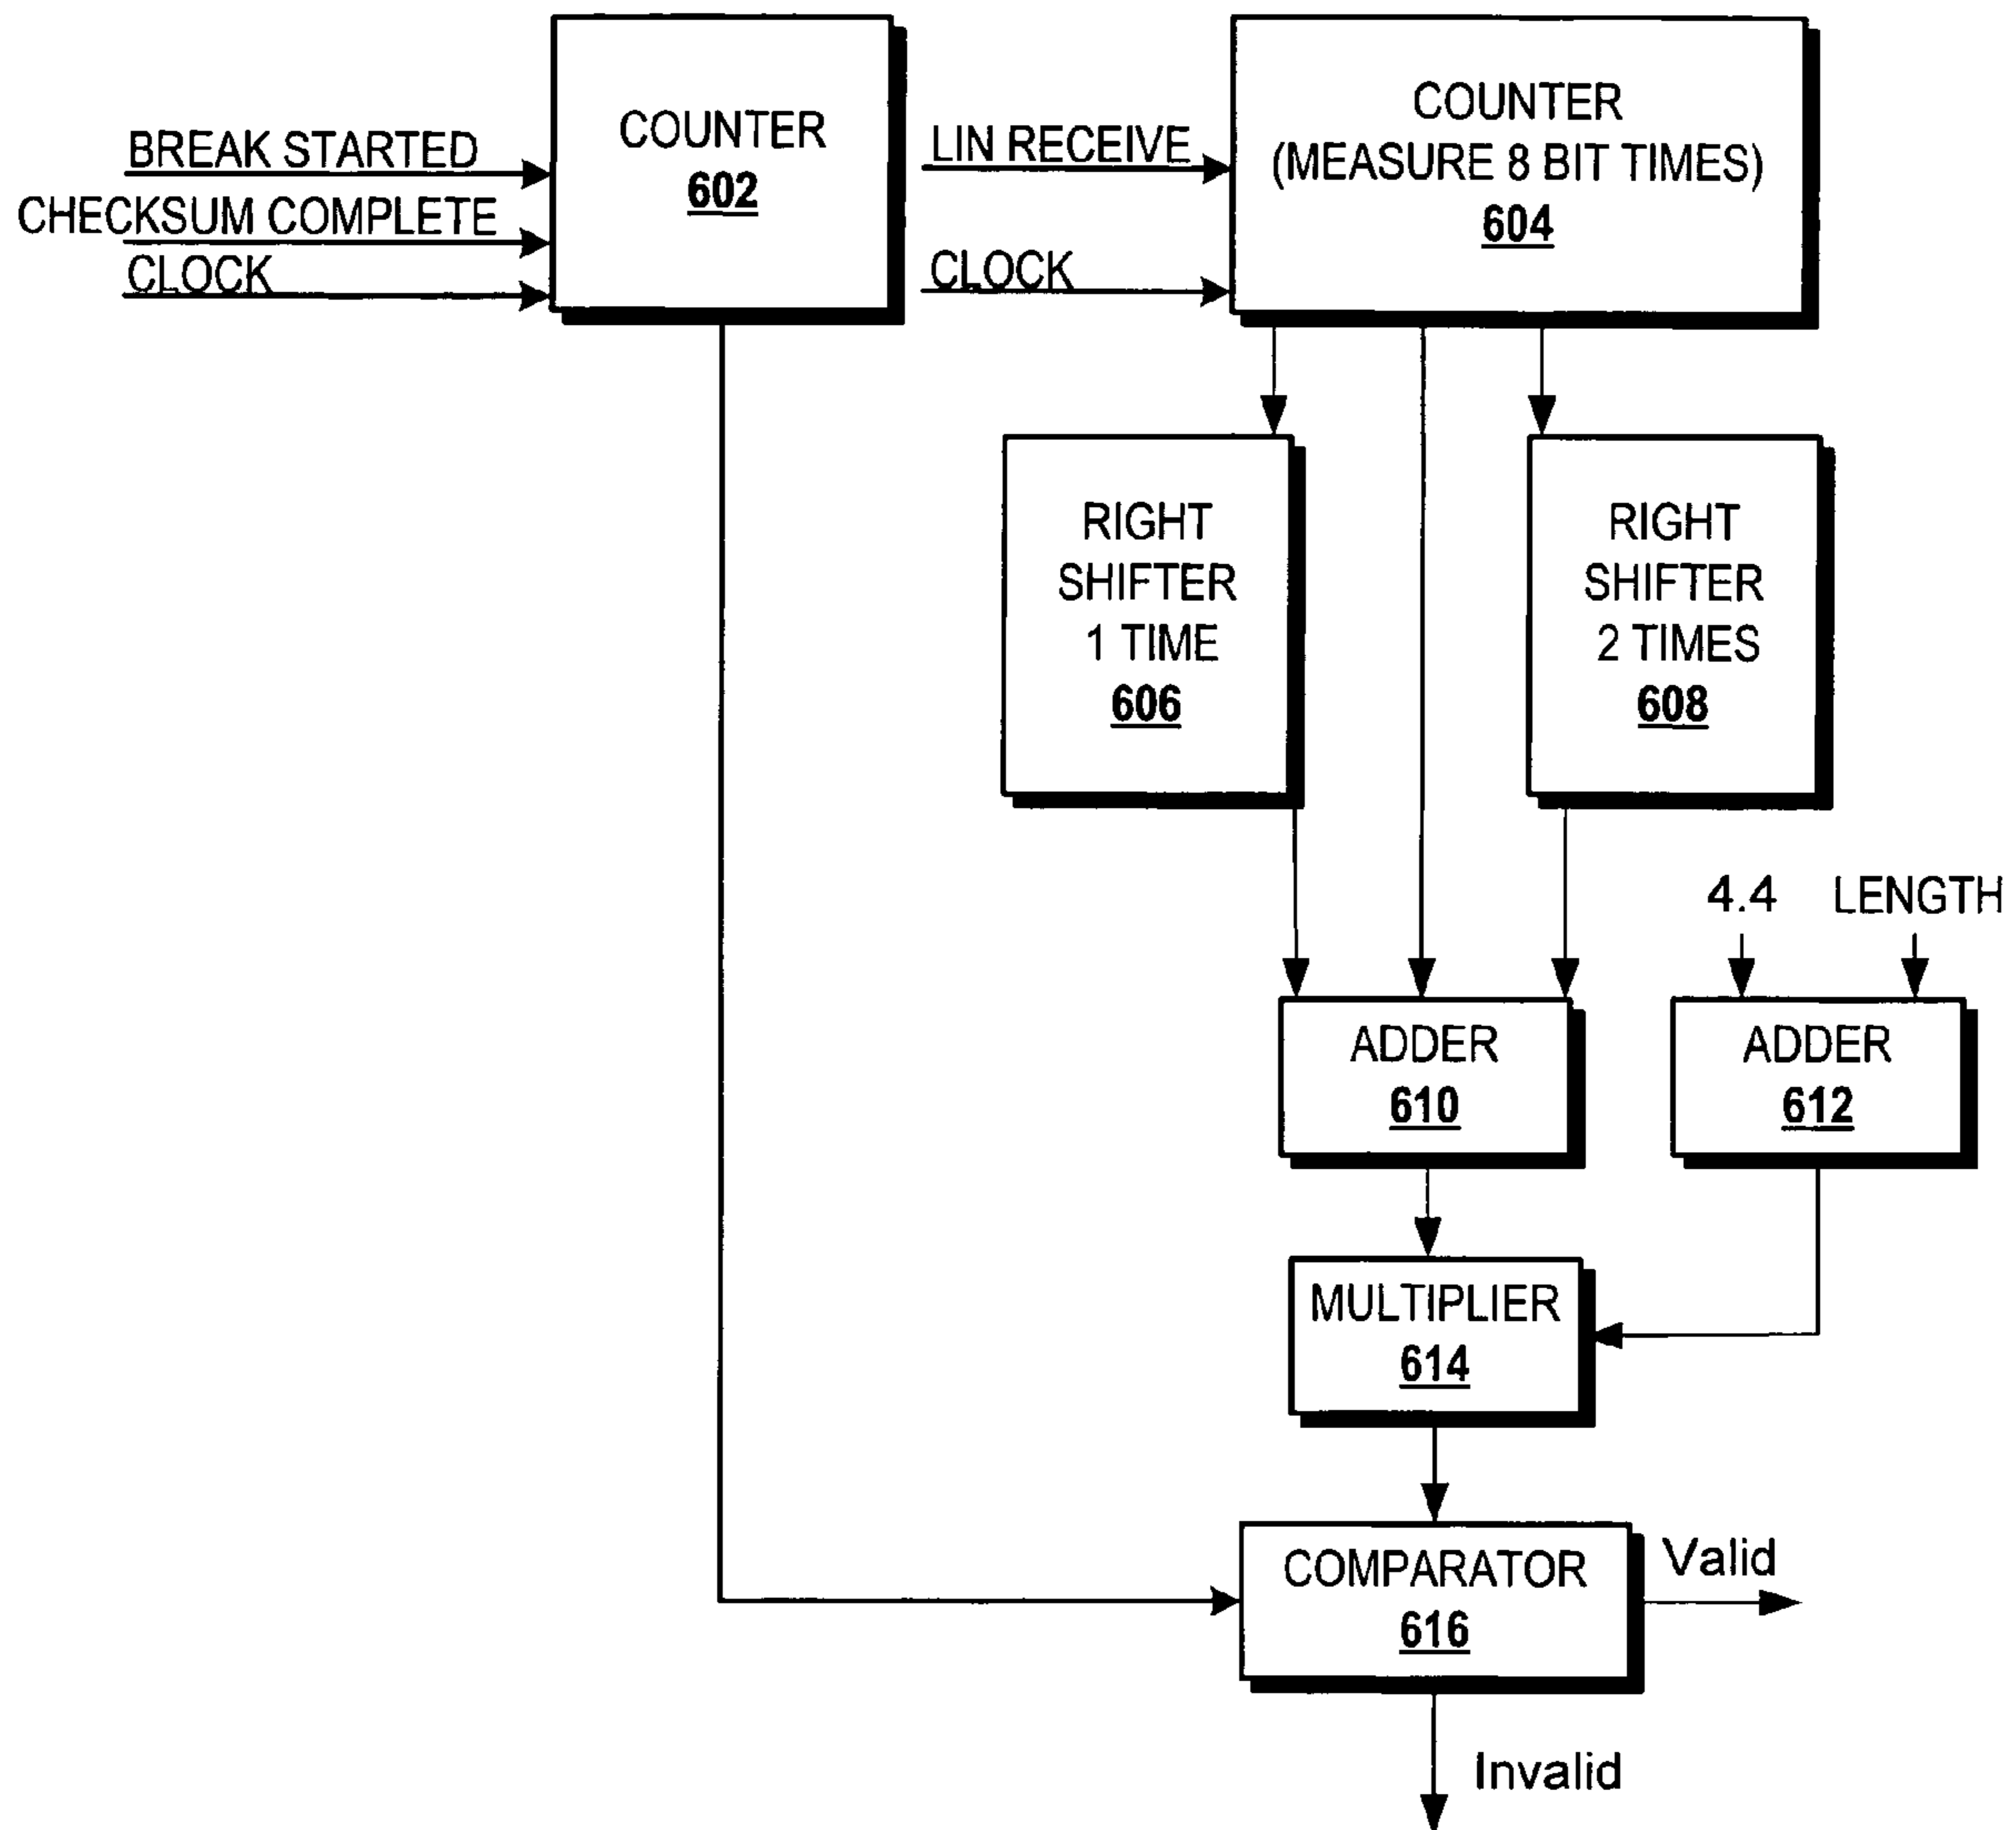 BREAK STARTED
CHECKSUM COMPLETE
CLOCK
COUNTER
602
LIN RECEIVE
CLOCK
COUNTER
(MEASURE 8 BIT TIMES)
604
RIGHT
SHIFTER
1 TIME
606
RIGHT
SHIFTER
2 TIMES
608
4.4
LENGTH
ADDER
610
ADDER
612
MULTIPLIER
614
COMPARATOR
616
Valid
Invalid